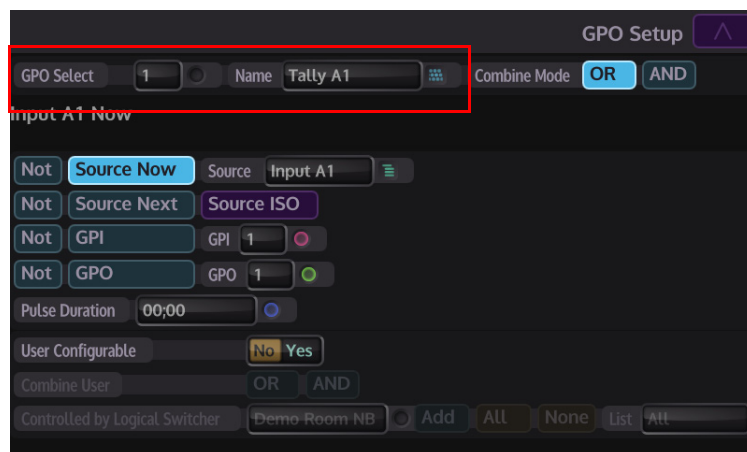 GPO Setup
GPO Select 1 Name Tally A1 Combine Mode OR AND
Input A1 Now
Not Source Now Source Input A1
Not Source Next Source ISO
Not GPI GPI 1
Not GPO GPO 1
Pulse Duration 00;00
User Configurable No Yes
Combine User OR AND
Controlled by Logical Switcher Demo Room NB Add All None List All